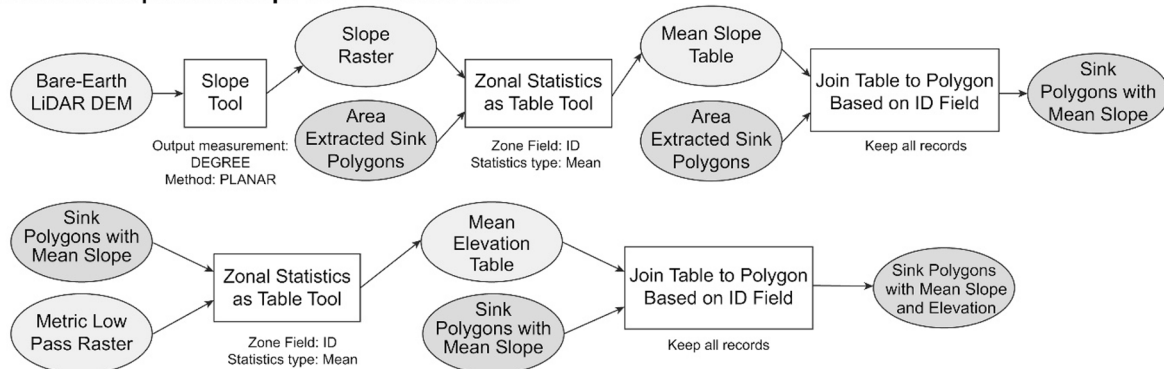 Bare-Earth
LiDAR DEM
Slope
Tool
Output measurement:
DEGREE
Method: PLANAR
Slope
Raster
Area
Extracted Sink
Polygons
Zonal Statistics
as Table Tool
Zone Field: ID
Statistics type: Mean
Mean Slope
Table
Area
Extracted Sink
Polygons
Join Table to Polygon
Based on ID Field
Keep all records
Sink
Polygons with
Mean Slope
Sink
Polygons with
Mean Slope
Metric Low
Pass Raster
Zonal Statistics
as Table Tool
Zone Field: ID
Statistics type: Mean
Mean
Elevation
Table
Sink
Polygons with
Mean Slope
Join Table to Polygon
Based on ID Field
Keep all records
Sink Polygons
with Mean Slope
and Elevation